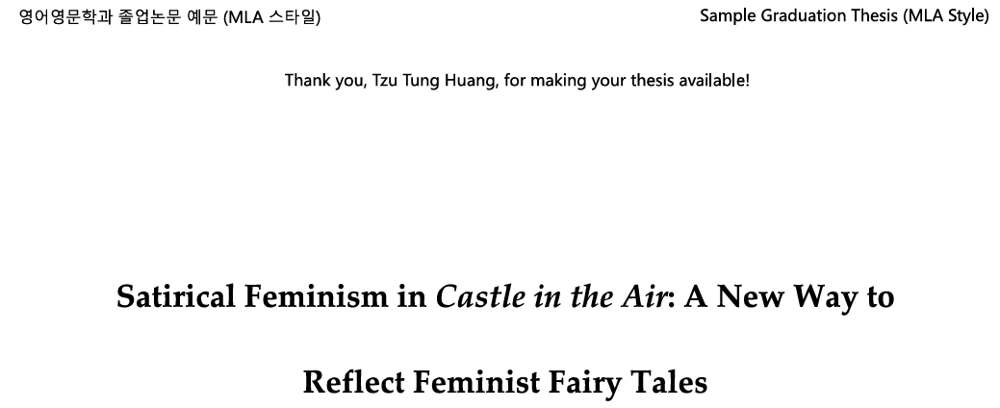 영어영문학과 졸업논문 예문 (MLA 스타일) Sample Graduation Thesis (MLA Style)
Thank you, Tzu Tung Huang, for making your thesis available!
Satirical Feminism in Castle in the Air: A New Way to
Reflect Feminist Fairy Tales